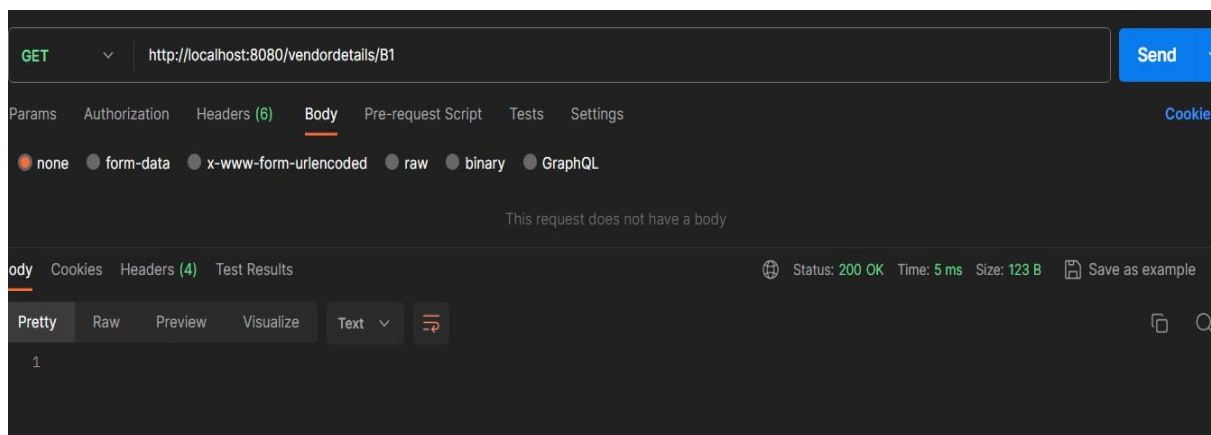 GET http://localhost:8080/vendordetails/B1 Send
Params Authorization Headers (6) Body Pre-request Script Tests Settings Cookie
none form-data x-www-form-urlencoded raw binary GraphQL
This request does not have a body
ody Cookies Headers (4) Test Results Status: 200 OK Time: 5 ms Size: 123 B Save as example
Pretty Raw Preview Visualize Text
1